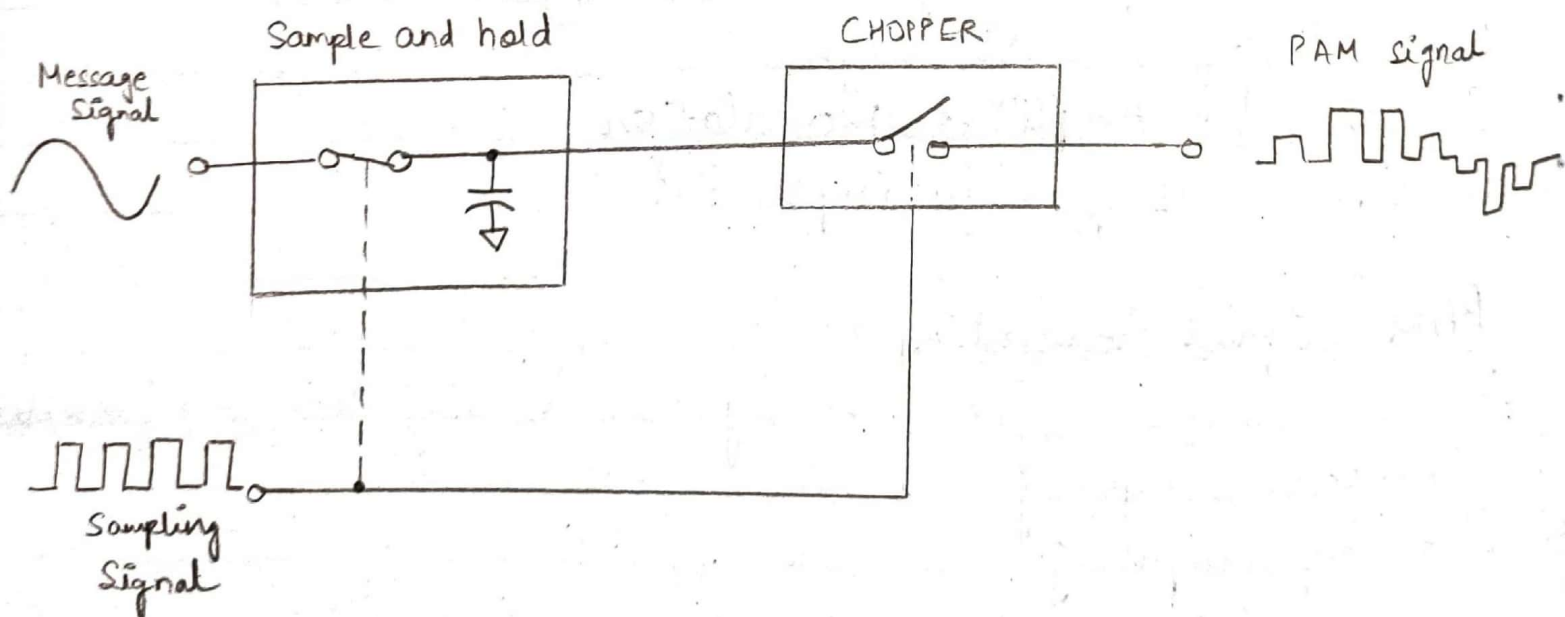 Sample and hold
CHOPPER
PAM signal
Message
Signal
Sampling
Signal